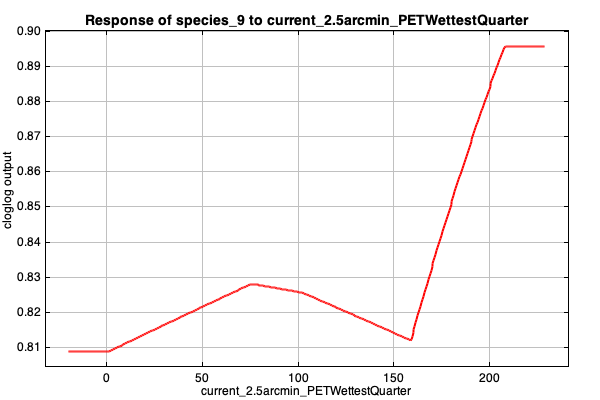 Response of species_9 to current_2.5arcmin_PETWettestQuarter
0.90
0.89
0.88
0.87
0.86
0.85
0.84
0.83
0.82
0.81
cloglog output
0 50 100 150 200
current_2.5arcmin_PETWettestQuarter